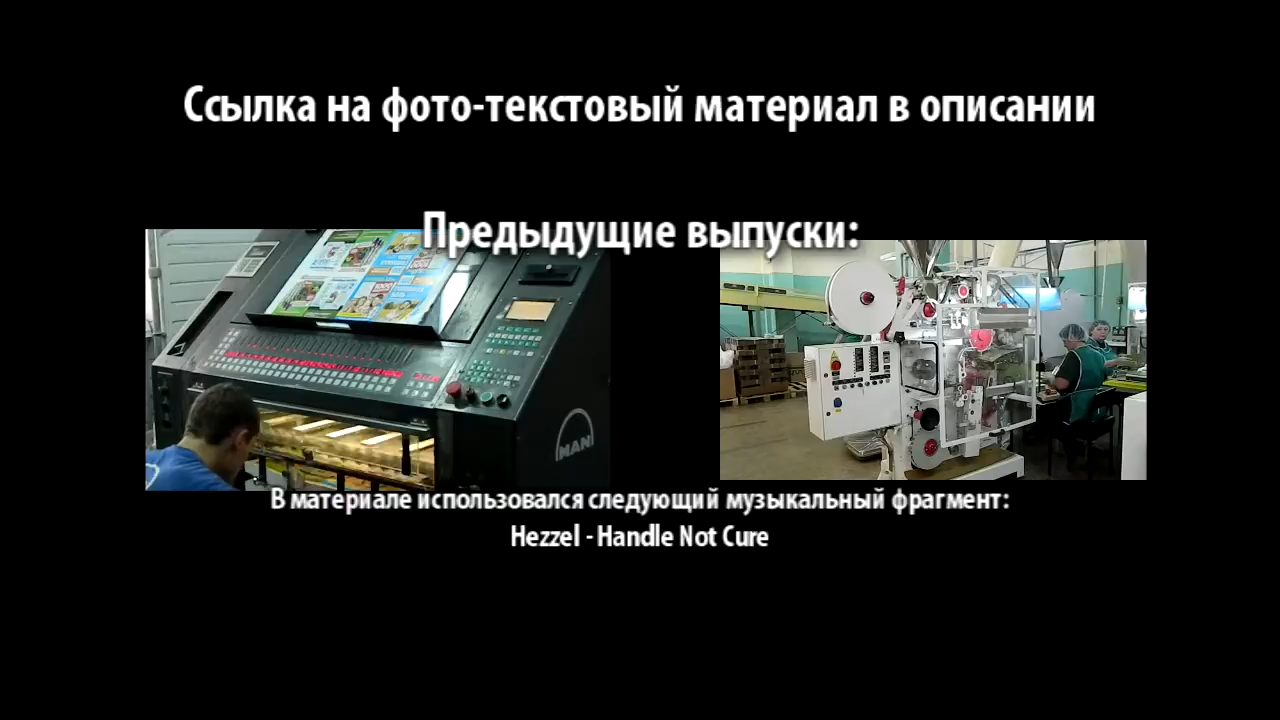 Ссылка на фото-текстовый материал в описании
Предыдущие выпуски:
MAN
В материале использовался следующий музыкальный фрагмент:
Hezzel - Handle Not Cure